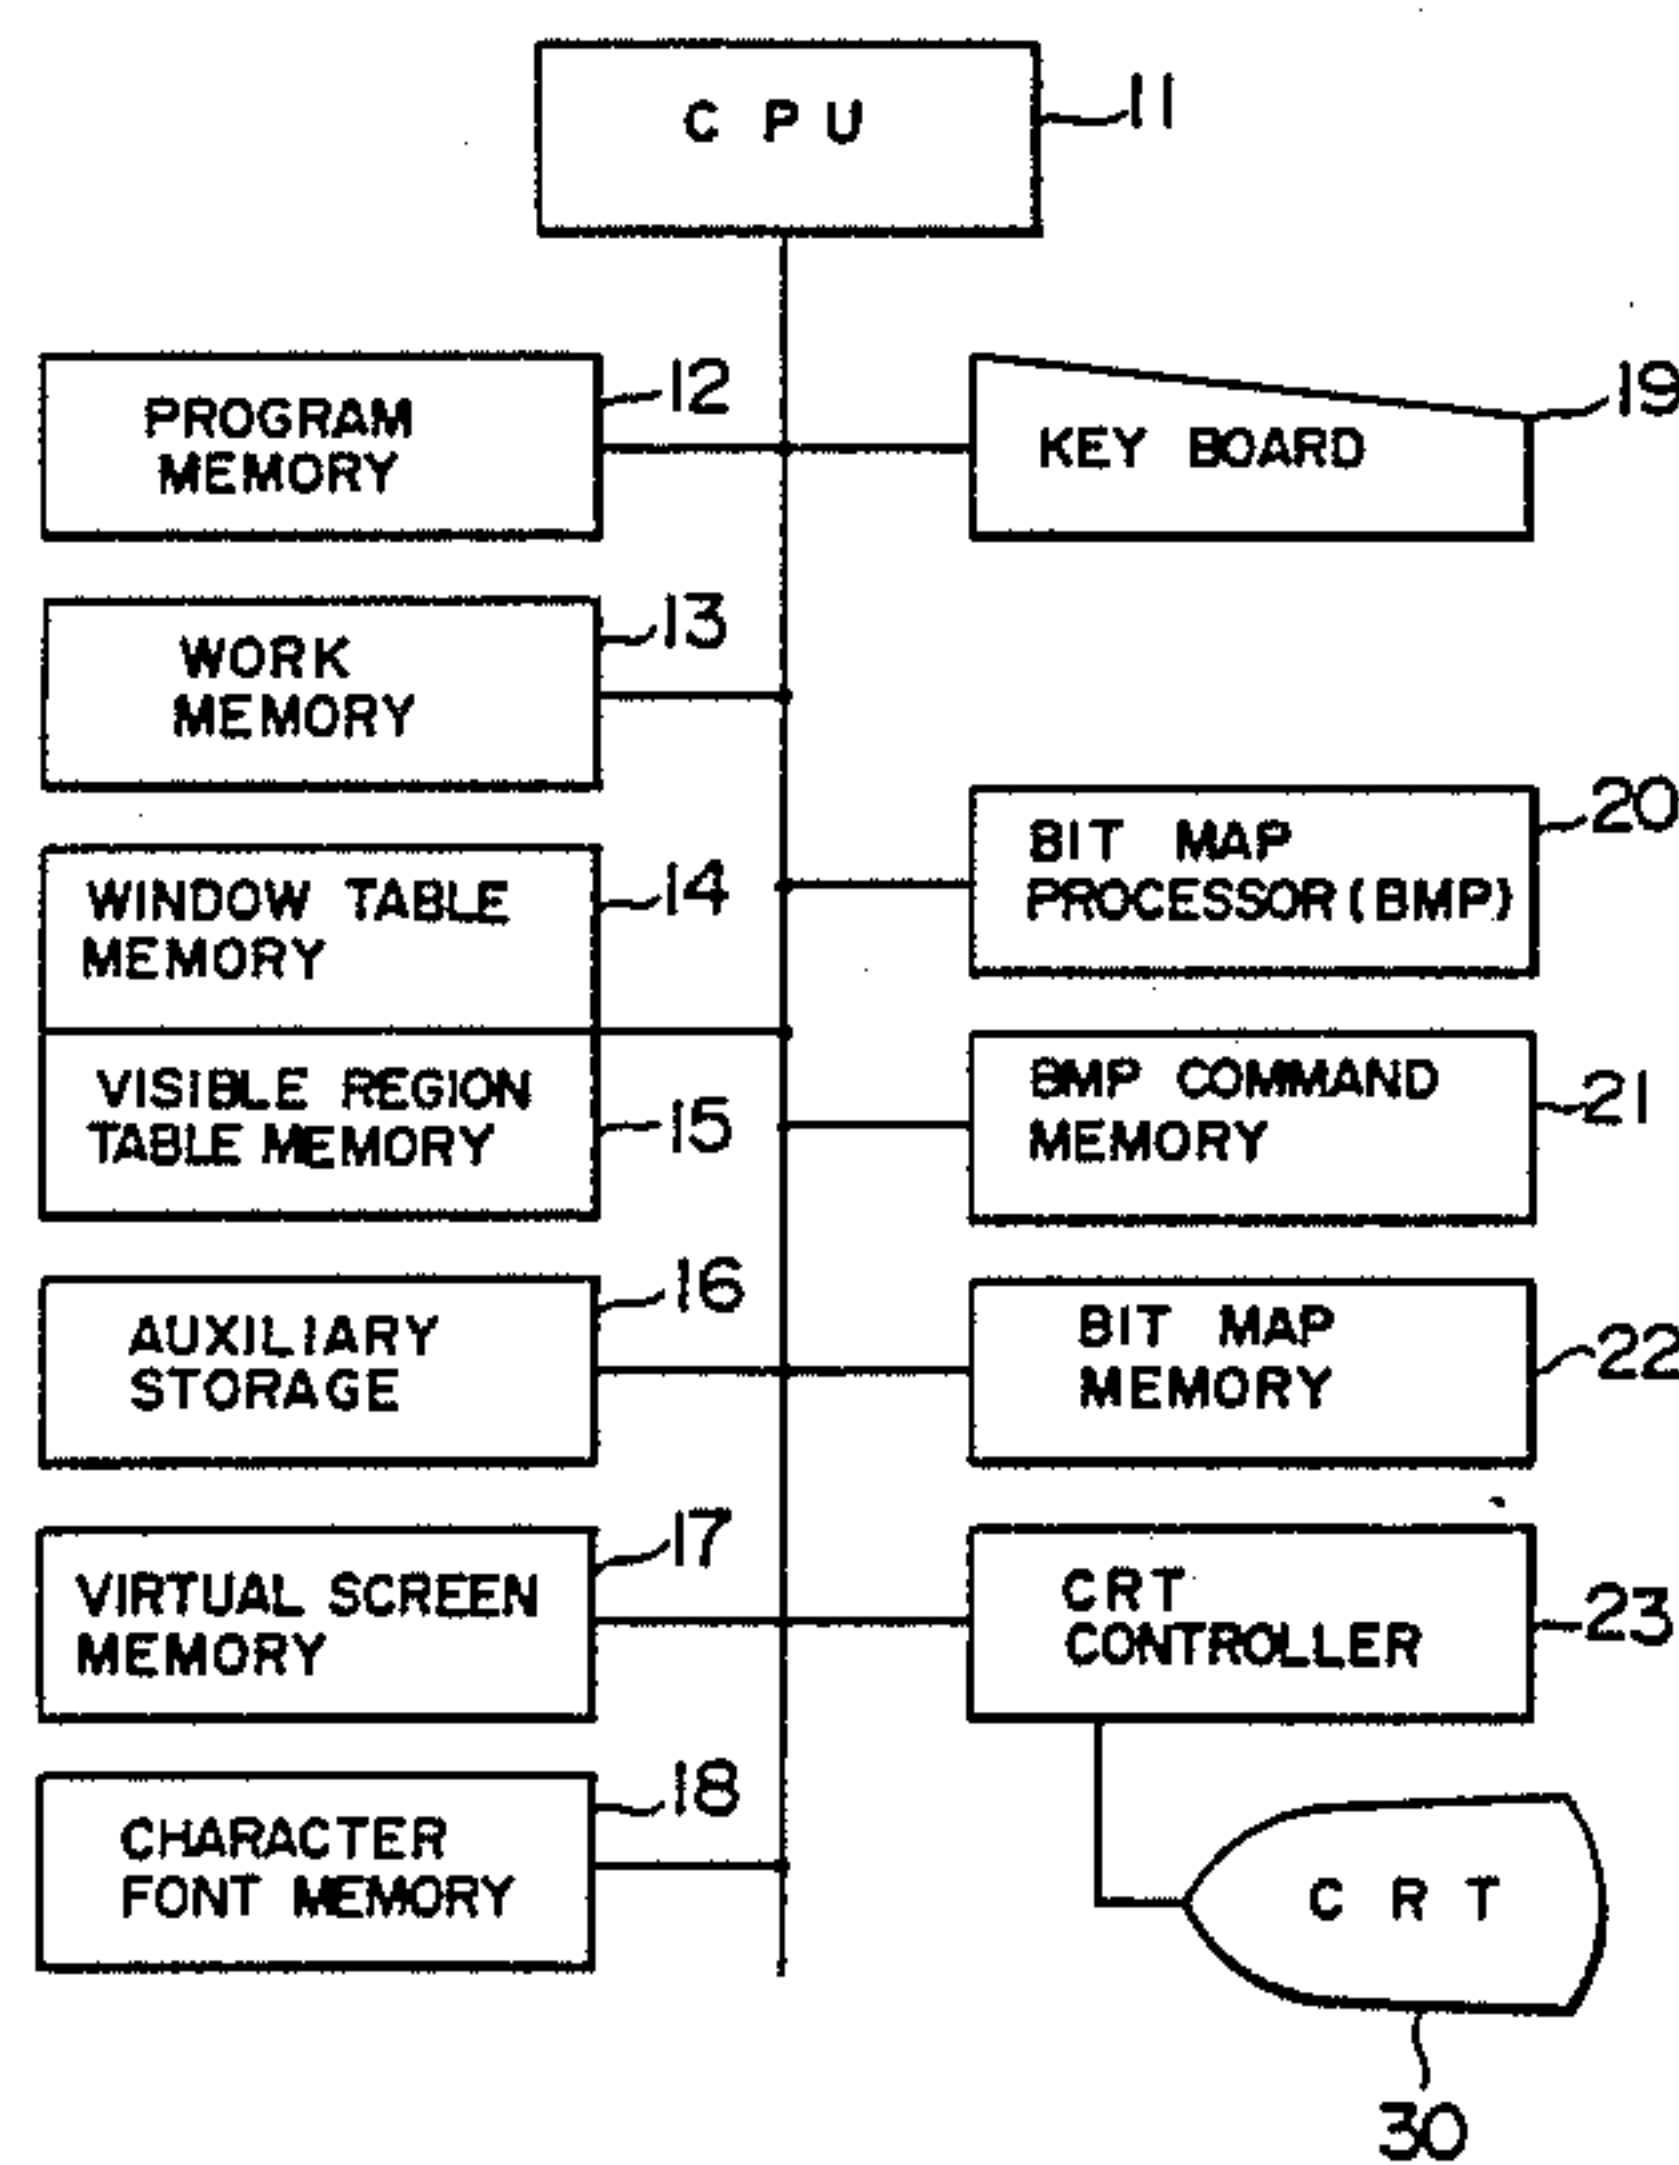 C P U
11
PROGRAM
MEMORY
12
KEY BOARD
19
WORK
MEMORY
13
WINDOW TABLE
MEMORY
14
BIT MAP
PROCESSOR (BMP)
20
VISIBLE REGION
TABLE MEMORY
15
BMP COMMAND
MEMORY
21
AUXILIARY
STORAGE
16
BIT MAP
MEMORY
22
VIRTUAL SCREEN
MEMORY
17
CRT
CONTROLLER
23
CHARACTER
FONT MEMORY
18
C R T
30